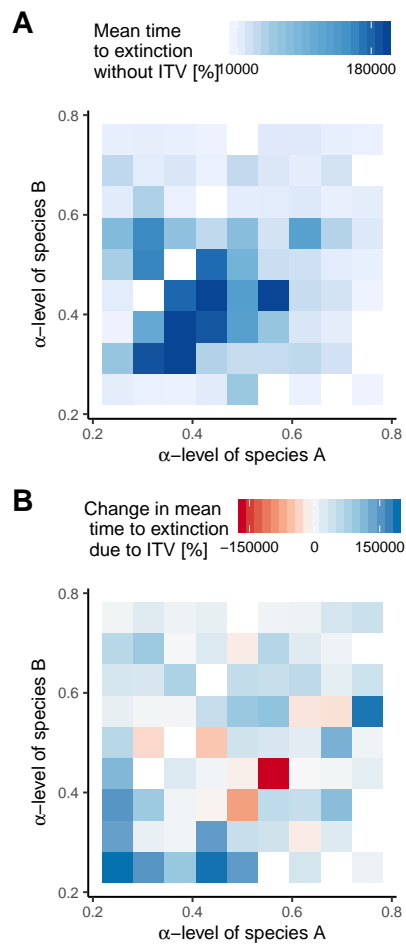 A
Mean time
to extinction
without ITV [%]
10000
180000
0.8
0.6
0.4
0.2
α−level of species B
0.2
0.4
0.6
0.8
α−level of species A
B
Change in mean
time to extinction
due to ITV [%]
−150000
0
150000
0.8
0.6
0.4
0.2
α−level of species B
0.2
0.4
0.6
0.8
α−level of species A